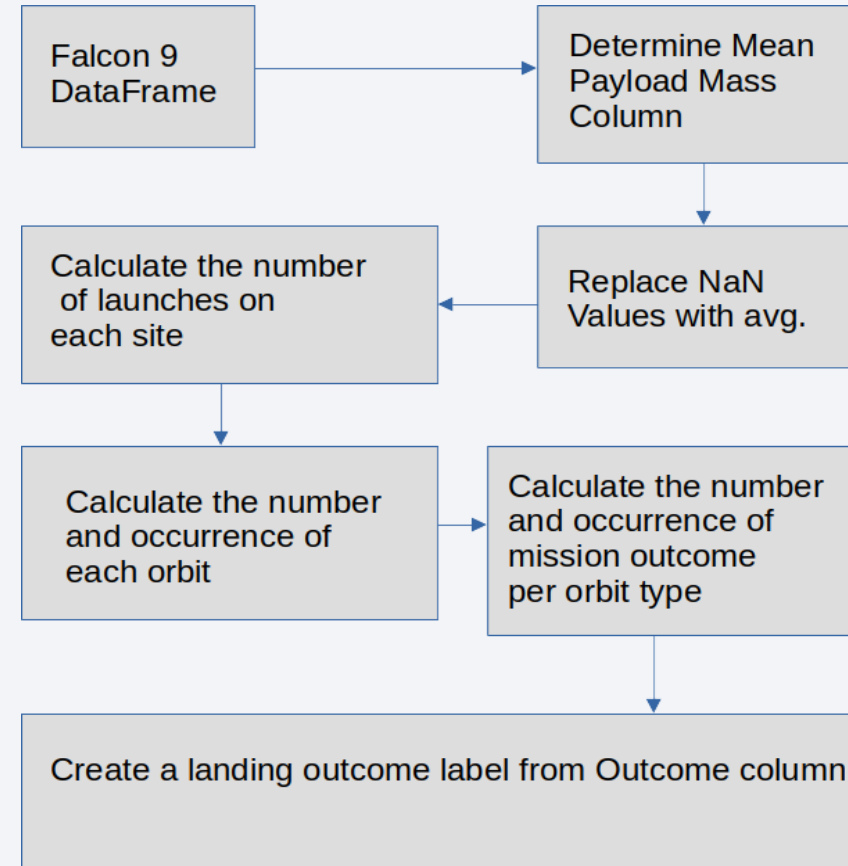 Falcon 9
DataFrame
Determine Mean
Payload Mass
Column
Replace NaN
Values with avg.
Calculate the number
of launches on
each site
Calculate the number
and occurrence of
each orbit
Calculate the number
and occurrence of
mission outcome
per orbit type
Create a landing outcome label from Outcome column